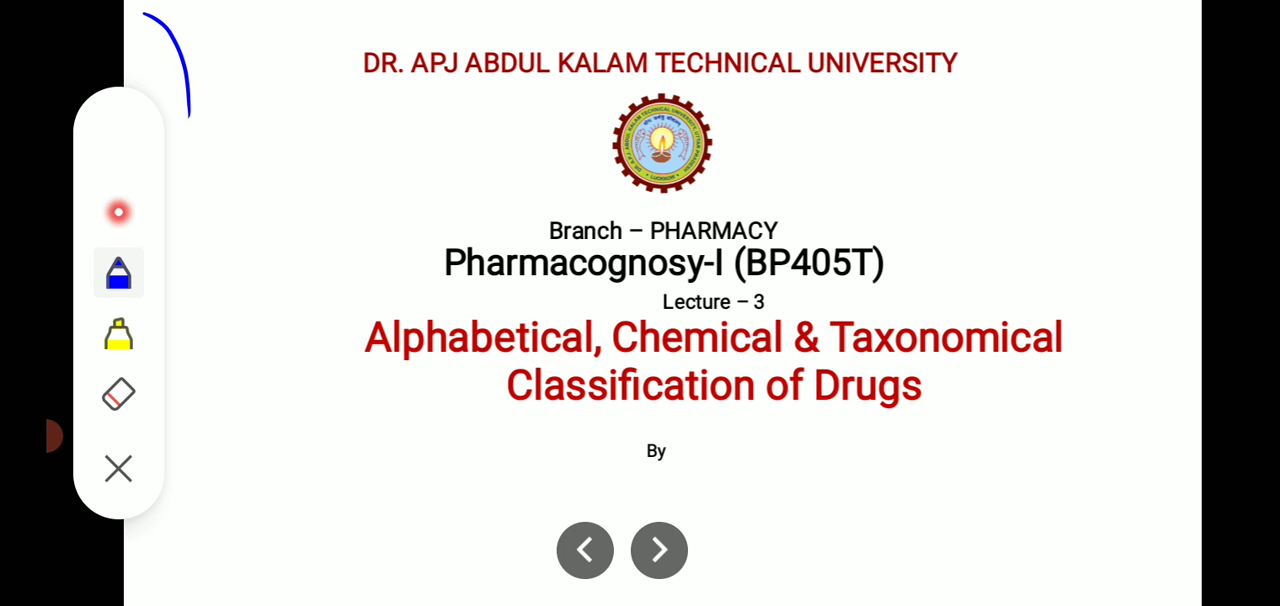 DR. APJ ABDUL KALAM TECHNICAL UNIVERSITY
Branch – PHARMACY
Pharmacognosy-I (BP405T)
Lecture – 3
Alphabetical, Chemical & Taxonomical
Classification of Drugs
By